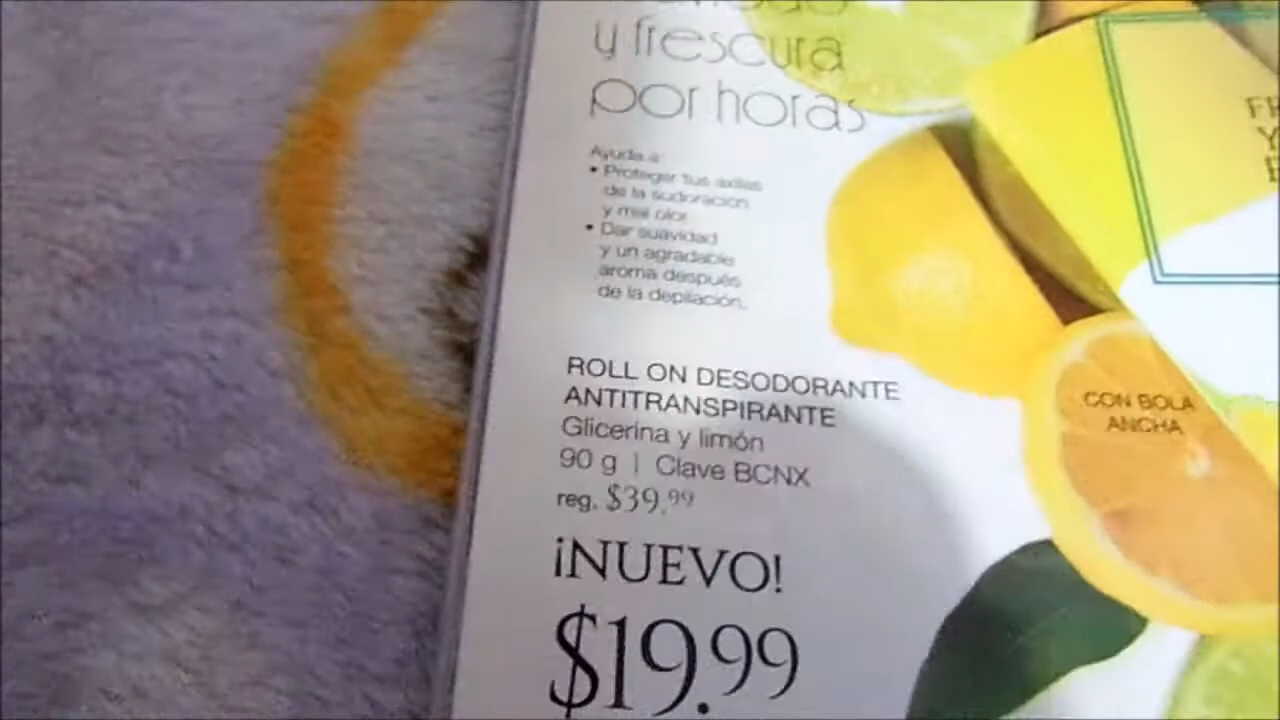 y frescura
por horas
Ayuda a:
• Proteger tus axilas
de la sudoración
y mal olor.
• Dar suavidad
y un agradable
aroma después
de la depilación.
ROLL ON DESODORANTE
ANTITRANSPIRANTE
Glicerina y limón
90 g | Clave BCNX
reg. $39.99
¡NUEVO!
$19.99
CON BOLA
ANCHA